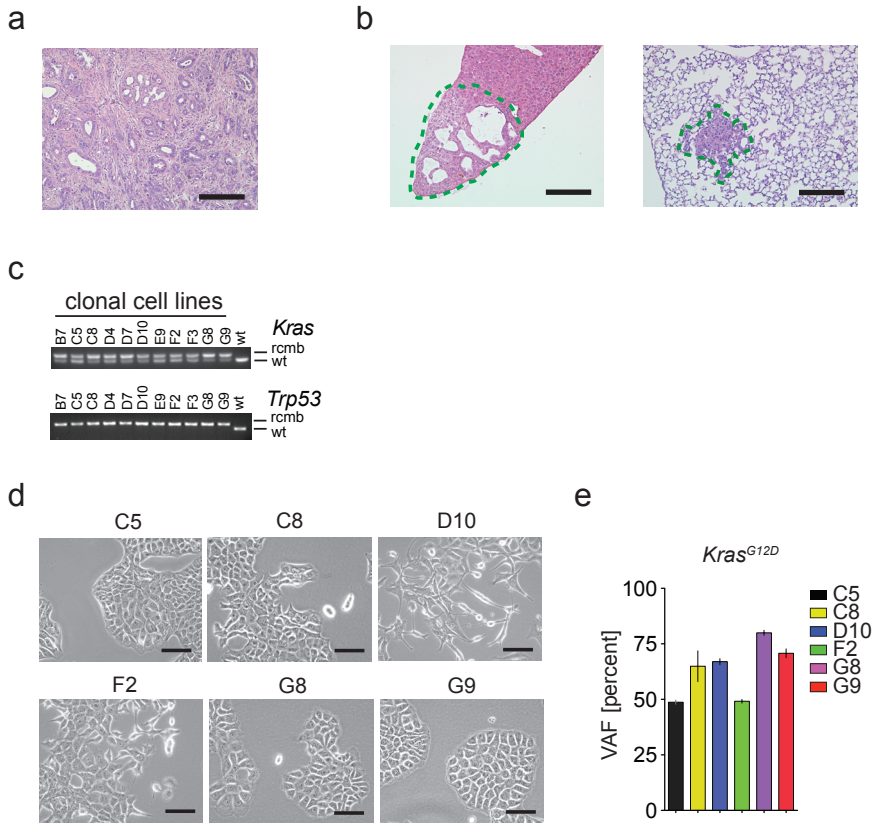 a
b
c
clonal cell lines
B7 C5 C8 D4 D7 D10 E9 F2 F3 G8 G9 wt
Kras
rcmb
wt
B7 C5 C8 D4 D7 D10 E9 F2 F3 G8 G9 wt
Trp53
rcmb
wt
d
C5 C8 D10
F2 G8 G9
e
Kras^G12D
VAF [percent]
100
75
50
25
0
C5
C8
D10
F2
G8
G9